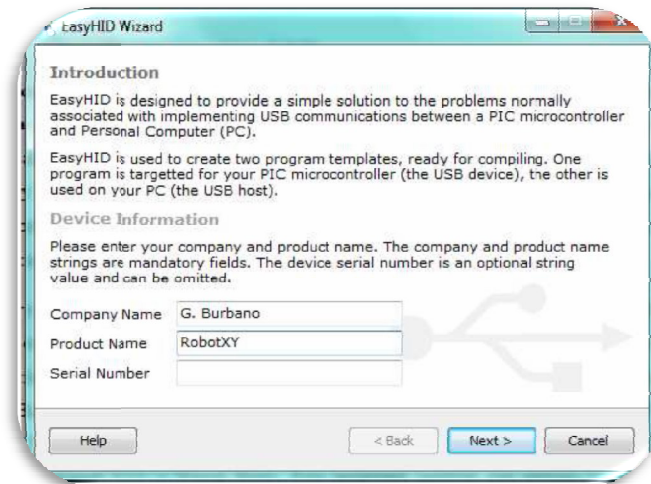 EasyHID Wizard
Introduction
EasyHID is designed to provide a simple solution to the problems normally
associated with implementing USB communications between a PIC microcontroller
and Personal Computer (PC).
EasyHID is used to create two program templates, ready for compiling. One
program is targetted for your PIC microcontroller (the USB device), the other is
used on your PC (the USB host).
Device Information
Please enter your company and product name. The company and product name
strings are mandatory fields. The device serial number is an optional string
value and can be omitted.
Company Name G. Burbano
Product Name RobotXY
Serial Number
Help < Back Next > Cancel